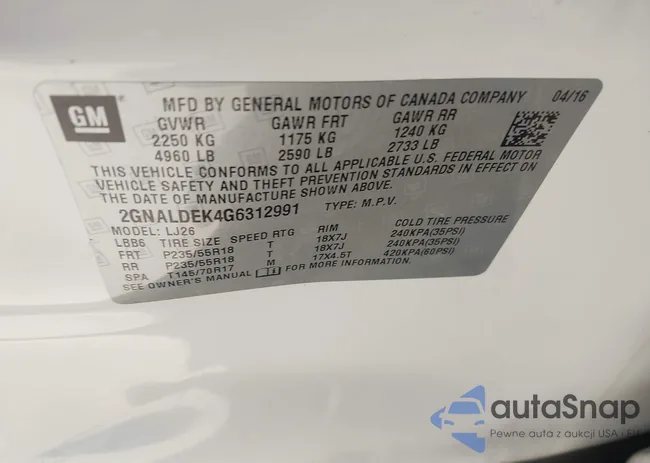 GM
MFD BY GENERAL MOTORS OF CANADA COMPANY 04/16
GVWR GAWR FRT GAWR RR
2250 KG 1175 KG 1240 KG
4960 LB 2590 LB 2733 LB
THIS VEHICLE CONFORMS TO ALL APPLICABLE U.S. FEDERAL MOTOR
VEHICLE SAFETY AND THEFT PREVENTION STANDARDS IN EFFECT ON
THE DATE OF MANUFACTURE SHOWN ABOVE.
2GNALDEK4G6312991 TYPE: M.P.V.
MODEL: LJ26
LBB6 TIRE SIZE SPEED RTG RIM COLD TIRE PRESSURE
FRT P235/55R18 T 18X7J 240KPA(35PSI)
RR P235/55R18 T 18X7J 240KPA(35PSI)
SPA T145/70R17 M 17X4.5T 420KPA(60PSI)
SEE OWNER'S MANUAL FOR MORE INFORMATION.
autaSnap
Pewne auta z aukcji USA i